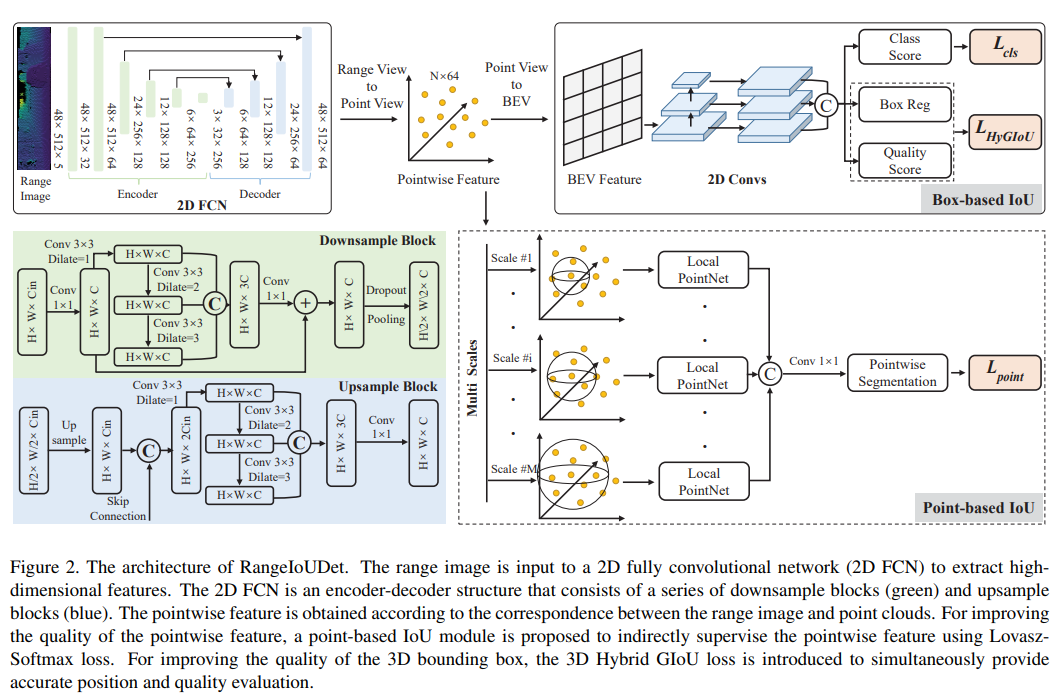 48× 512× 5
48× 512× 32
48× 512× 64
24× 256× 128
12× 128× 128
6× 64× 256
3× 32× 256
6× 64× 128
12× 128× 128
24× 256× 64
48× 512× 64
Range
Image
Encoder
Decoder
2D FCN
Range View
to
Point View
N×64
Pointwise Feature
Point View
to
BEV
BEV Feature
2D Convs
C
Class
Score
Box Reg
Quality
Score
L cls
L HyGIoU
Box-based IoU
Downsample Block
H× W× Cin
Conv
1×1
H× W× C
Conv 3×3
Dilate=1
H×W×C
Conv 3×3
Dilate=2
H×W×C
Conv 3×3
Dilate=3
H×W×C
C
H× W× 3C
Conv
1×1
+
H× W× C
Dropout
Pooling
H\2× W\2× C
Upsample Block
H/2× W/2× Cin
Up
sample
H× W× Cin
C
Skip
Connection
H× W× 2Cin
Conv 3×3
Dilate=1
H×W×C
Conv 3×3
Dilate=2
H×W×C
Conv 3×3
Dilate=3
H×W×C
C
H× W× 3C
Conv
1×1
H× W× C
Multi Scales
Scale #1
Local
PointNet
Scale #i
Local
PointNet
Scale #M
Local
PointNet
C
Conv 1×1
Pointwise
Segmentation
L point
Point-based IoU
Figure 2. The architecture of RangeIoUDet. The range image is input to a 2D fully convolutional network (2D FCN) to extract high-
dimensional features. The 2D FCN is an encoder-decoder structure that consists of a series of downsample blocks (green) and upsample
blocks (blue). The pointwise feature is obtained according to the correspondence between the range image and point clouds. For improving
the quality of the pointwise feature, a point-based IoU module is proposed to indirectly supervise the pointwise feature using Lovasz-
Softmax loss. For improving the quality of the 3D bounding box, the 3D Hybrid GIoU loss is introduced to simultaneously provide
accurate position and quality evaluation.